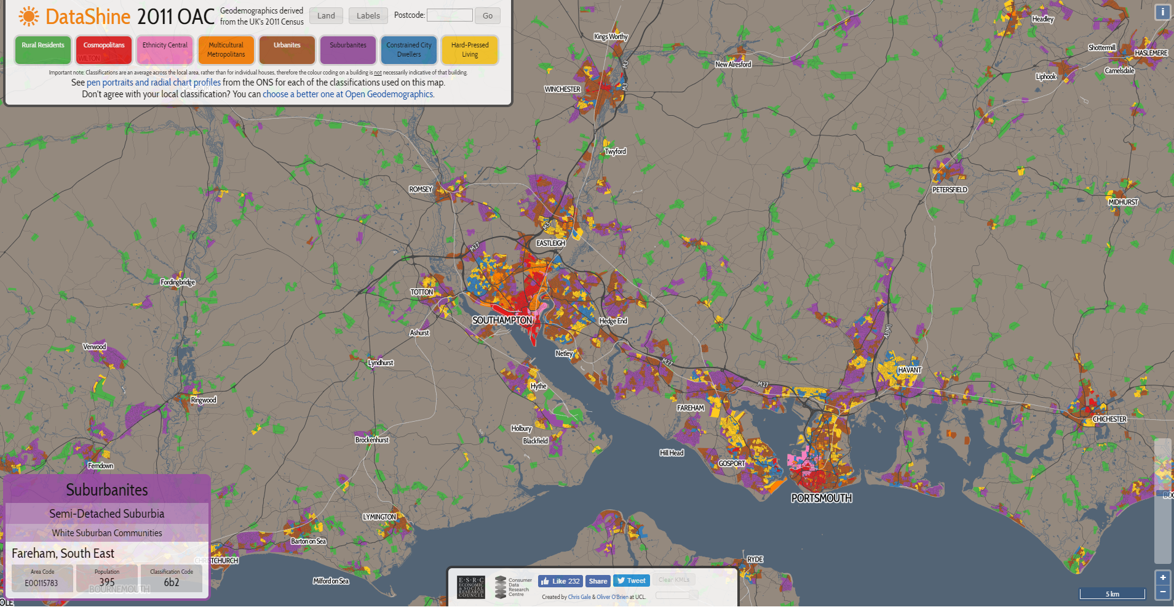 DataShine 2011 OAC
Geodemographics derived
from the UK's 2011 Census
Land
Labels
Postcode:
Go
Rural Residents
Cosmopolitans
Ethnicity Central
Multicultural
Metropolitans
Urbanites
Suburbanites
Constrained City
Dwellers
Hard-Pressed
Living
Important note: Classifications are an average across the local area, rather than for individual houses, therefore the colour coding on a building is not necessarily indicative of that building.
See pen portraits and radial chart profiles from the ONS for each of the classifications used on this map.
Don't agree with your local classification? You can choose a better one at Open Geodemographics.
i
Headley
Kings Worthy
Shottermill
HASLEMERE
New Alresford
Liphook
Camelsdale
WINCHESTER
Twyford
ROMSEY
PETERSFIELD
MIDHURST
EASTLEIGH
M27
Fordingbridge
TOTTON
SOUTHAMPTON
Hedge End
Ashurst
Netley
Verwood
Lyndhurst
M27
HAVANT
Hythe
M27
Ringwood
FAREHAM
CHICHESTER
Holbury
Blackfield
Brockenhurst
Hill Head
GOSPORT
Ferndown
PORTSMOUTH
LYMINGTON
Barton on Sea
Milford on Sea
RYDE
Suburbanites
Semi-Detached Suburbia
White Suburban Communities
Fareham, South East
Area Code
E00115783
Population
395
Classification Code
6b2
BOURNEMOUTH
E S R C
ECONOMIC
& SOCIAL
RESEARCH
COUNCIL
Consumer
Data
Research
Centre
Like 232
Share
Tweet
Clear KMLs
Created by Chris Gale & Oliver O'Brien at UCL.
5 km
+
−